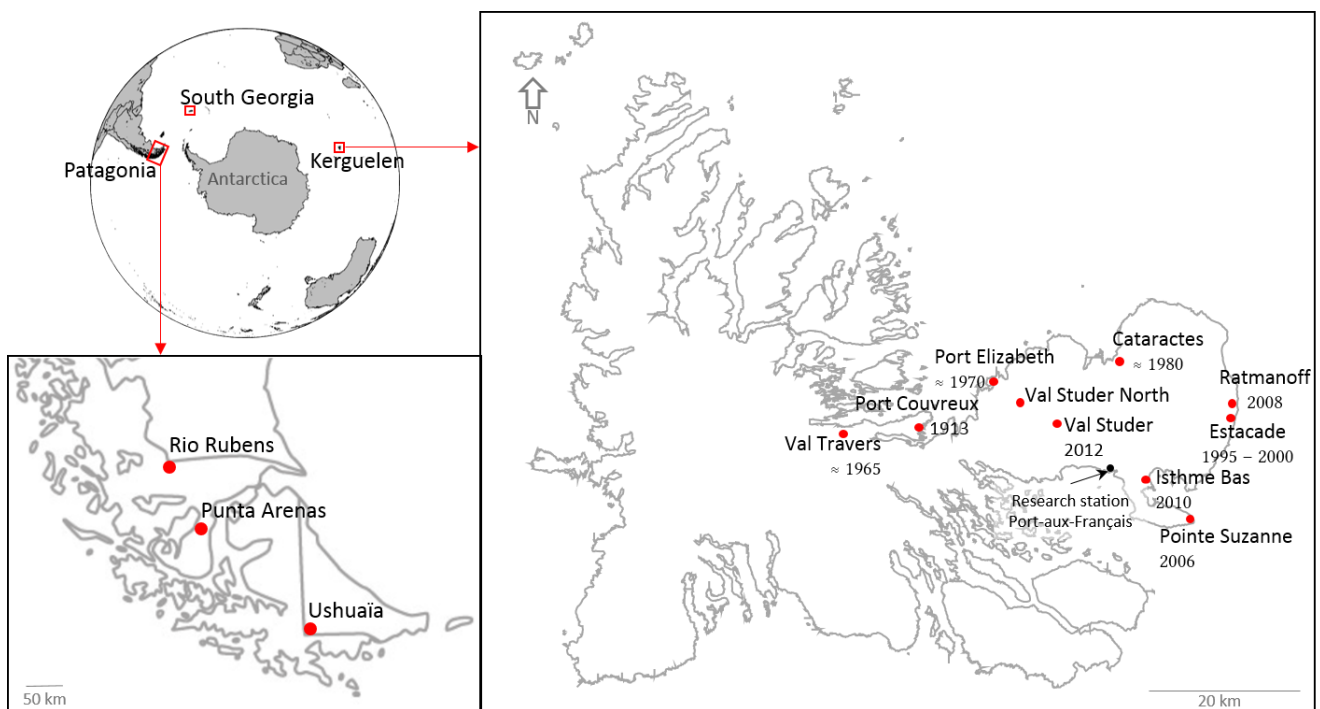 South Georgia
Patagonia
Kerguelen
Antarctica
Rio Rubens
Punta Arenas
Ushuaïa
50 km
N
Cataractes
≈ 1980
Port Elizabeth
≈ 1970
Ratmanoff
2008
Val Studer North
Port Couvreux
1913
Val Studer
2012
Estacade
1995 – 2000
Val Travers
≈ 1965
Isthme Bas
2010
Research station
Port-aux-Français
Pointe Suzanne
2006
20 km